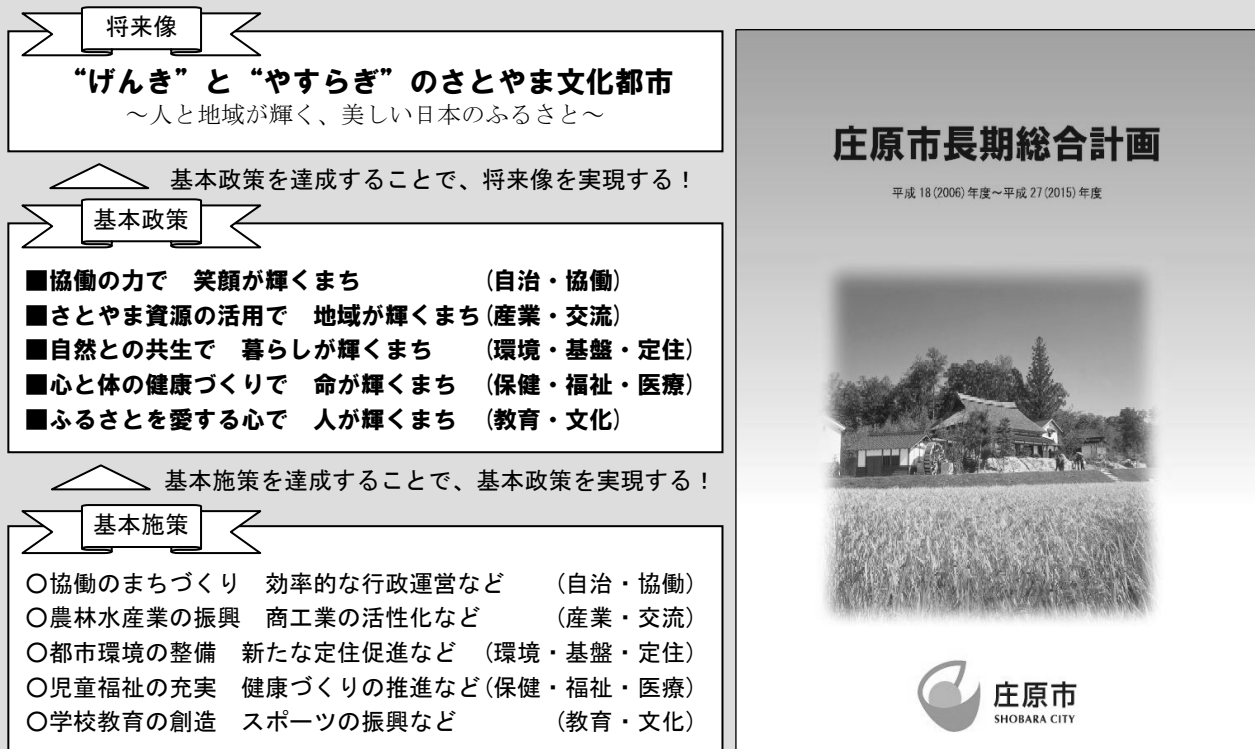 将来像
“げんき”と“やすらぎ”のさとやま文化都市
～人と地域が輝く、美しい日本のふるさと～
基本政策を達成することで、将来像を実現する！
基本政策
■協働の力で　笑顔が輝くまち　(自治・協働)
■さとやま資源の活用で　地域が輝くまち(産業・交流)
■自然との共生で　暮らしが輝くまち　(環境・基盤・定住)
■心と体の健康づくりで　命が輝くまち　(保健・福祉・医療)
■ふるさとを愛する心で　人が輝くまち　(教育・文化)
基本施策を達成することで、基本政策を実現する！
基本施策
○協働のまちづくり　効率的な行政運営など　(自治・協働)
○農林水産業の振興　商工業の活性化など　(産業・交流)
○都市環境の整備　新たな定住促進など　(環境・基盤・定住)
○児童福祉の充実　健康づくりの推進など(保健・福祉・医療)
○学校教育の創造　スポーツの振興など　(教育・文化)
庄原市長期総合計画
平成 18(2006)年度～平成 27(2015)年度
庄原市
SHOBARA CITY